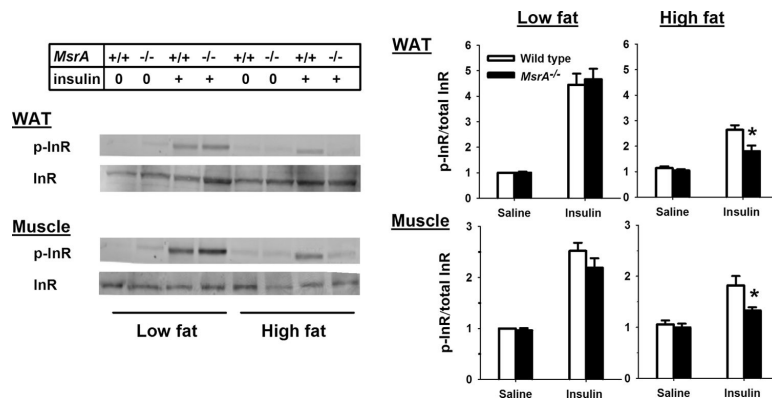 MsrA +/+ -/- +/+ -/- +/+ -/- +/+ -/-
insulin 0 0 + + 0 0 + +
WAT
p-InR
InR
Muscle
p-InR
InR
Low fat High fat
Low fat High fat
WAT
p-InR/total InR
6
5
4
3
2
1
0
Wild type
MsrA-/-
Saline Insulin
6
5
4
3
2
1
0
*
Saline Insulin
Muscle
p-InR/total InR
3
2
1
0
Saline Insulin
3
2
1
0
*
Saline Insulin